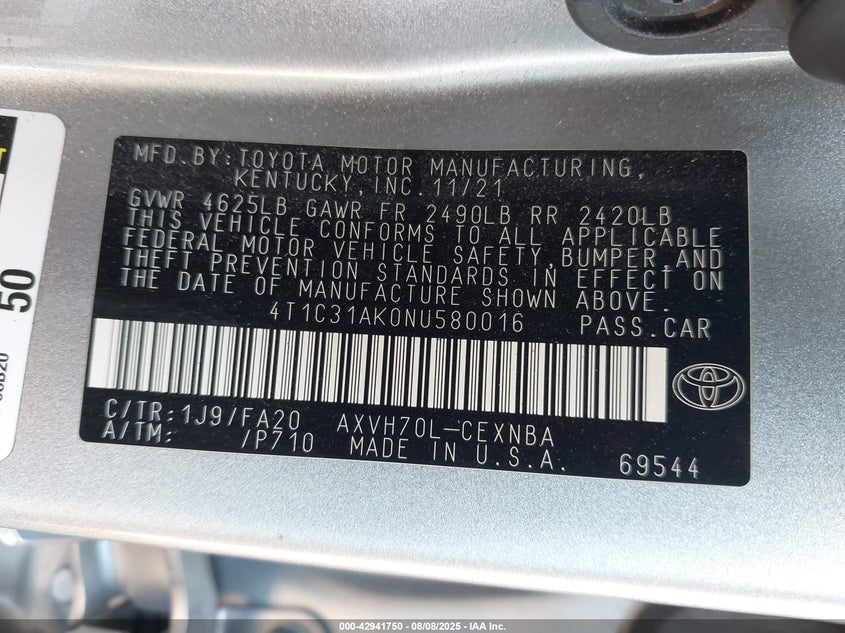 MFD.BY:TOYOTA MOTOR MANUFACTURING,
KENTUCKY,INC.11/21
GVWR 4625LB GAWR FR 2490LB RR 2420LB
THIS VEHICLE CONFORMS TO ALL APPLICABLE
FEDERAL MOTOR VEHICLE SAFETY,BUMPER,AND
THEFT PREVENTION STANDARDS IN EFFECT ON
THE DATE OF MANUFACTURE SHOWN ABOVE.
4T1C31AK0NU580016 PASS.CAR
C/TR:1J9/FA20 AXVH70L-CEXNBA
A/TM: /P710 MADE IN U.S.A. 69544
50
000-42941750 | 08/08/2025 - IAA Inc.